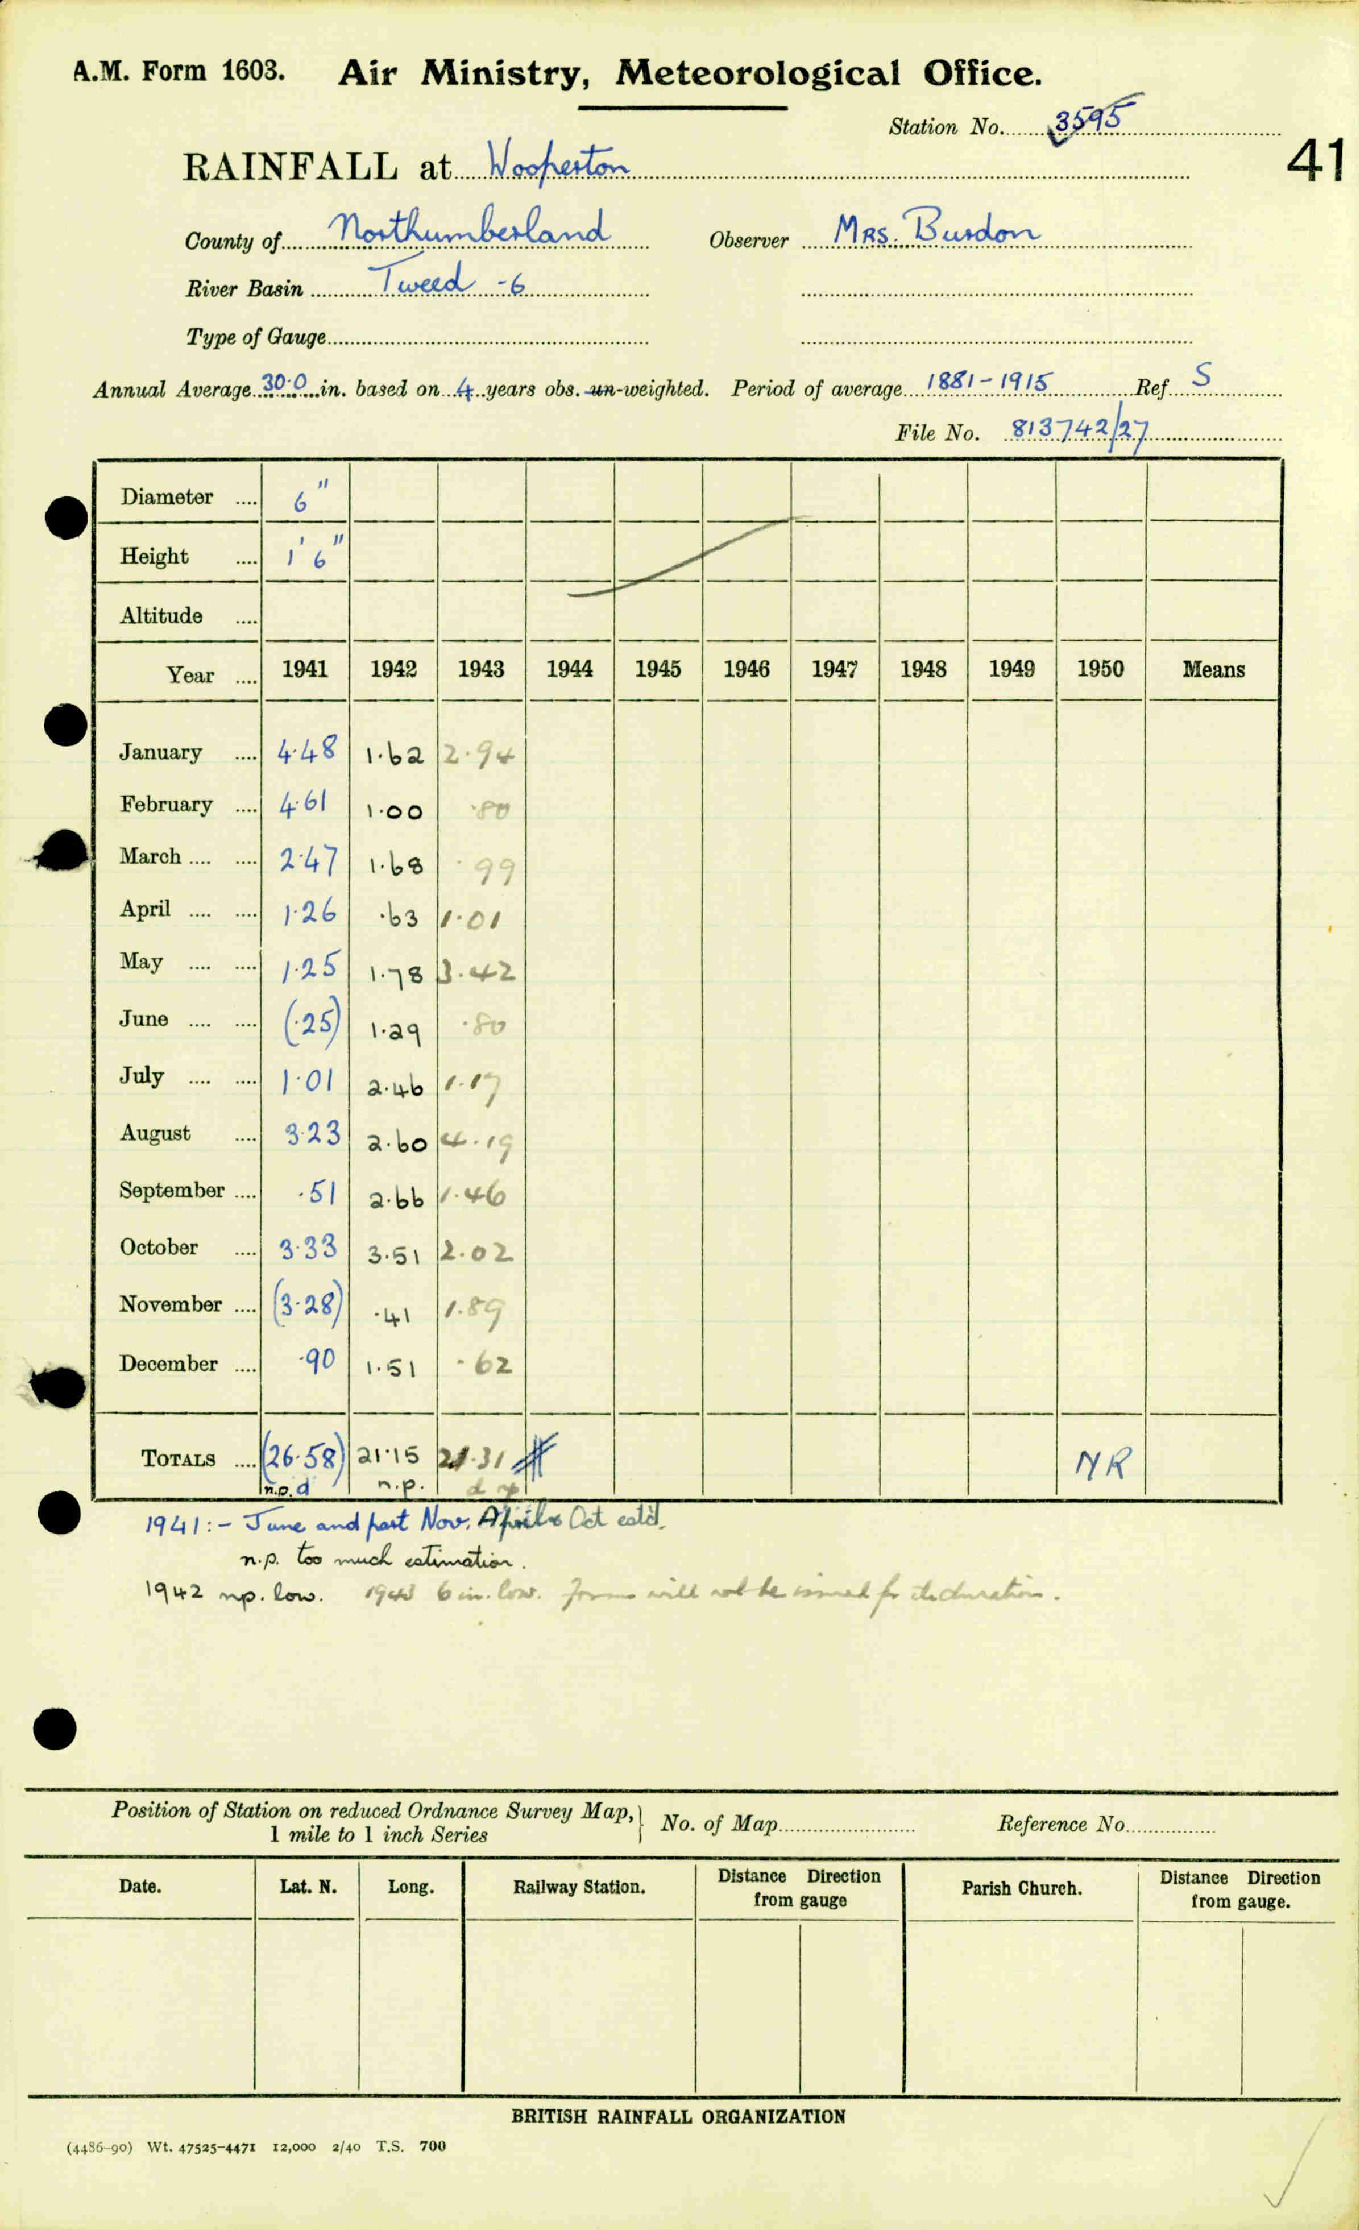 A.M. Form 1603. Air Ministry, Meteorological Office.
Station No. 3595
41
RAINFALL at Wooperton
County of Northumberland Observer Mrs. Burdon
River Basin Tweed -6
Type of Gauge
Annual Average 30·0 in. based on 4 years obs. un-weighted. Period of average 1881-1915 Ref S
File No. 813742/27
Diameter .... 6"
Height .... 1' 6"
Altitude ....
Year .... 1941 1942 1943 1944 1945 1946 1947 1948 1949 1950 Means
January .... 4·48 1·62 2·94
February .... 4·61 1·00 ·80
March .... .... 2·47 1·68 ·99
April .... .... 1·26 ·63 1·01
May .... .... 1·25 1·78 3·42
June .... .... (·25) 1·29 ·80
July .... .... 1·01 2·46 1·17
August .... 3·23 2·60 4·19
September .... ·51 2·66 1·46
October .... 3·33 3·51 2·02
November .... (3·28) ·41 1·89
December .... ·90 1·51 ·62
TOTALS .... (26·58) 21·15 21·31 NR
n.p. d n.p. d np
1941:- June and part Nov. April & Oct estd.
n.p. too much estimation.
1942 np. low. 1943 6 in. low. Forms will not be issued for the duration.
Position of Station on reduced Ordnance Survey Map, } No. of Map Reference No.
1 mile to 1 inch Series
Date. Lat. N. Long. Railway Station. Distance Direction from gauge Parish Church. Distance Direction from gauge.
BRITISH RAINFALL ORGANIZATION
(4486-90) Wt. 47525-4471 12,000 2/40 T.S. 700